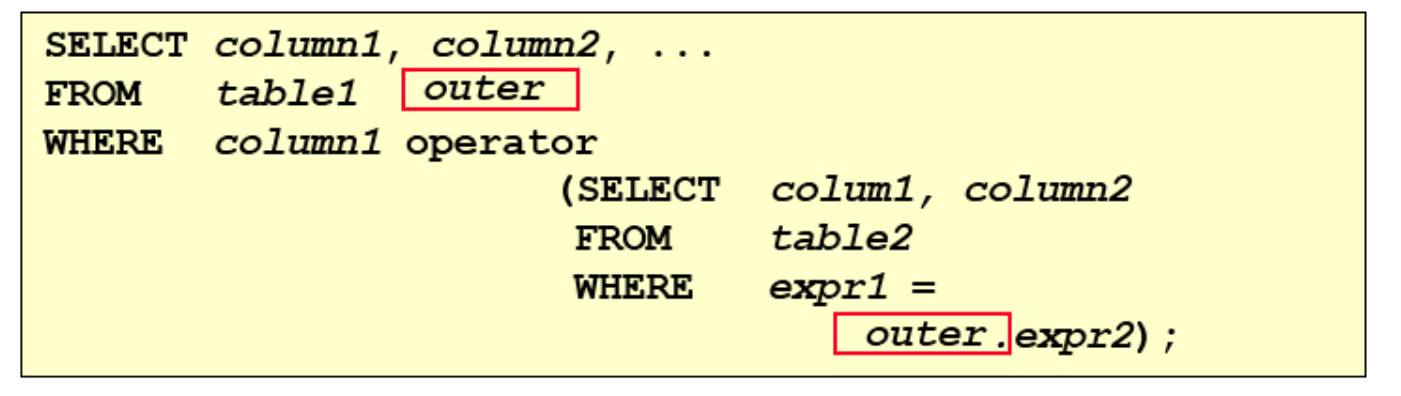 SELECT column1, column2, ...
FROM table1 outer
WHERE column1 operator
(SELECT colum1, column2
FROM table2
WHERE expr1 =
outer.expr2);